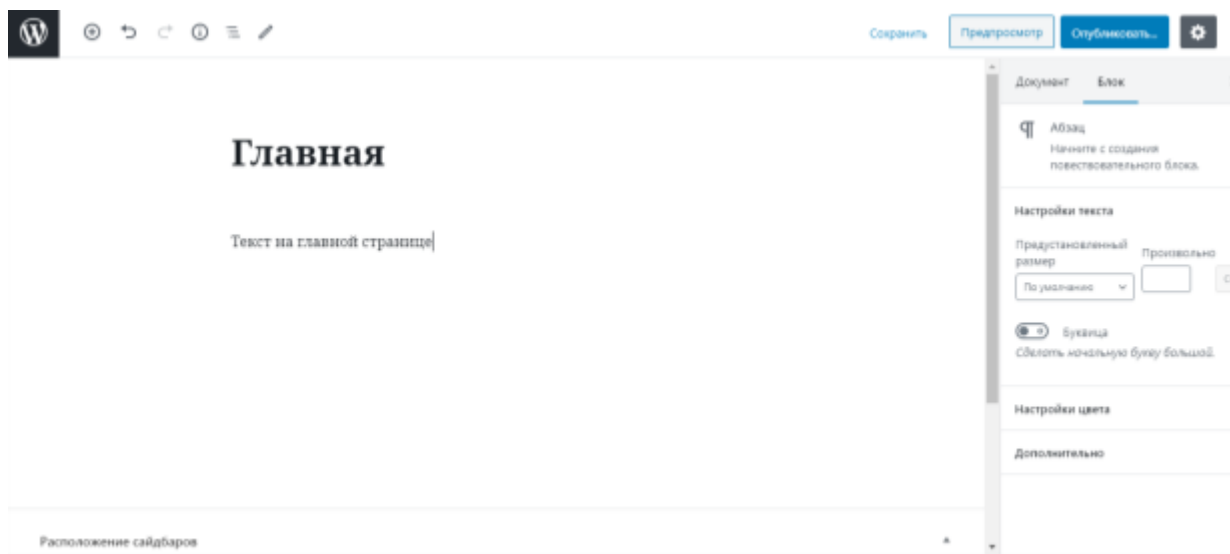 Сохранить
Предпросмотр
Опубликовать...
Документ
Блок
Главная
Текст на главной странице
Абзац
Начните с создания
повествовательного блока.
Настройки текста
Предустановленный
размер
Произвольно
По умолчанию
С
Буквица
Сделать начальную букву большой.
Настройки цвета
Дополнительно
Расположение сайдбаров